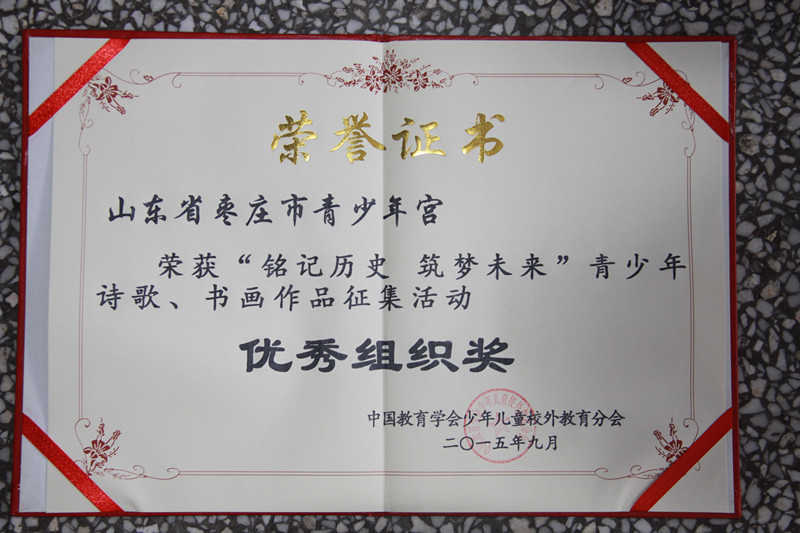 荣誉证书
山东省枣庄市青少年宫
荣获“铭记历史 筑梦未来”青少年
诗歌、书画作品征集活动
优秀组织奖
中国教育学会少年儿童校外教育分会
二〇一五年九月